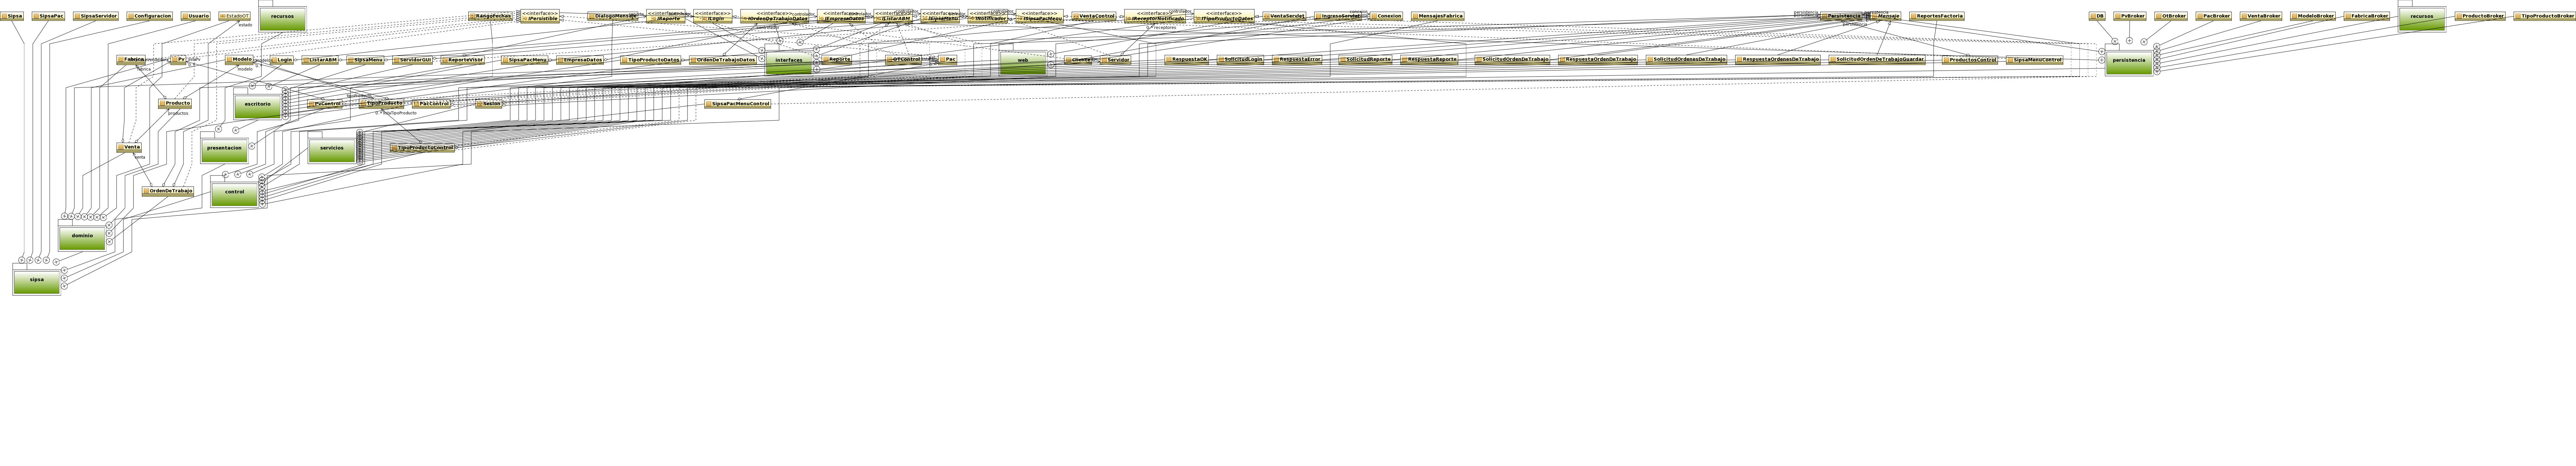 Sipsa
SipsaPac
SipsaServidor
Configuracion
Usuario
EstadoOT
estado
recursos
RangoFechas
<<interface>>
IPersistible
DialogoMensaje
<<interface>>
IReporte
<<interface>>
ILogin
<<interface>>
IOrdenDeTrabajoDatos
<<interface>>
IEmpresaDatos
<<interface>>
IListarABM
<<interface>>
ISipsaMenu
<<interface>>
INotificador
<<interface>>
ISipsaPacMenu
VentaControl
<<interface>>
IReceptorNotificado
receptores
<<interface>>
ITipoProductoDatos
VentaServlet
IngresoServlet
Conexion
MensajesFabrica
Persistencia
Mensaje
ReportesFactoria
DB
PvBroker
OtBroker
PacBroker
VentaBroker
ModeloBroker
FabricaBroker
recursos
ProductoBroker
TipoProductoBroker
Fabrica
fabrica
Pv
Modelo
modelo
Login
ListarABM
SipsaMenu
ServidorGUI
ReporteVisor
SipsaPacMenu
EmpresaDatos
TipoProductoDatos
OrdenDeTrabajoDatos
interfaces
Reporte
OTControl
Pac
web
Cliente
Servidor
RespuestaOK
SolicitudLogin
RespuestaError
SolicitudReporte
RespuestaReporte
SolicitudOrdenDeTrabajo
RespuestaOrdenDeTrabajo
SolicitudOrdenesDeTrabajo
RespuestaOrdenesDeTrabajo
SolicitudOrdenDeTrabajoGuardar
ProductosControl
SipsaMenuControl
persistencia
Producto
productos
escritorio
PvControl
TipoProducto
PacControl
Sesion
SipsaPacMenuControl
Venta
venta
presentacion
servicios
TipoProductoControl
OrdenDeTrabajo
control
dominio
sipsa